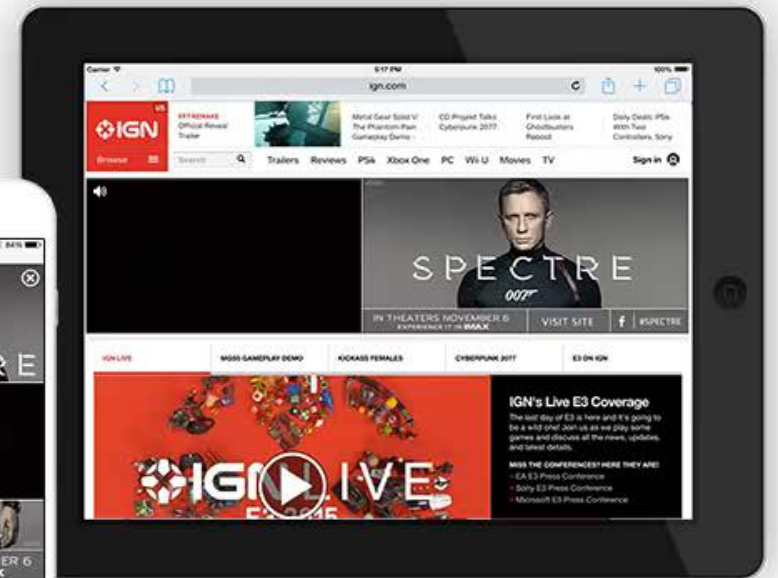 Carrier
5:17 PM
100%
ign.com
US
IGN
Browse
FF7 REMAKE
Official Reveal
Trailer
Metal Gear Solid V:
The Phantom Pain
Gameplay Demo -
CD Projekt Talks
Cyberpunk 2077
First Look at
Ghostbusters
Reboot
Daily Deals: PS4
With Two
Controllers, Sony
Search
Trailers Reviews PS4 Xbox One PC Wii U Movies TV
Sign in
SPECTRE
007
IN THEATERS NOVEMBER 6
EXPERIENCE IT IN IMAX
VISIT SITE
f
#SPECTRE
IGN LIVE
MGS5 GAMEPLAY DEMO
KICKASS FEMALES
CYBERPUNK 2077
E3 ON IGN
IGN LIVE
E3 2015
IGN's Live E3 Coverage
The last day of E3 is here and it's going to
be a wild one! Join us as we play some
games and discuss all the news, updates,
and latest details.
MISS THE CONFERENCES? HERE THEY ARE!
EA E3 Press Conference
Sony E3 Press Conference
Microsoft E3 Press Conference
84%
RE
ER 6